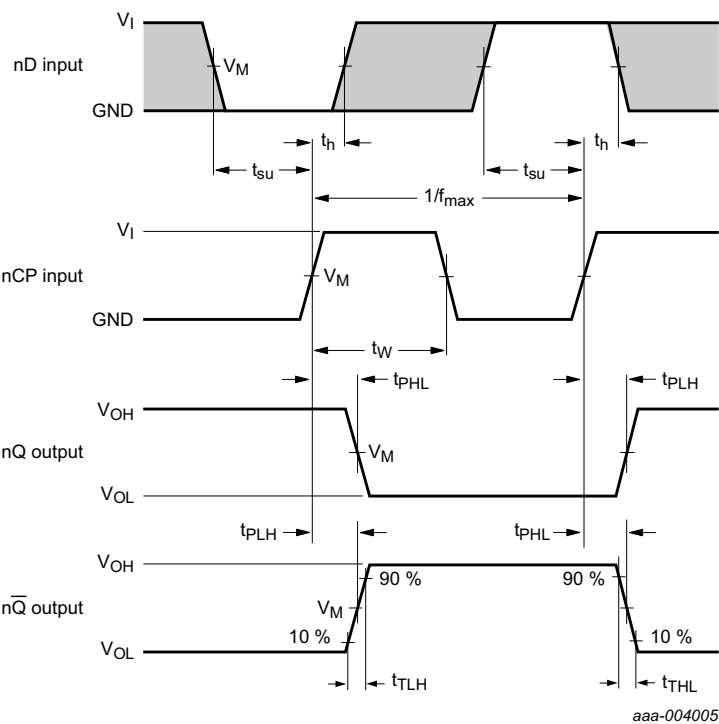 V_I
nD input
V_M
GND
t_h
t_h
t_su
t_su
1/f_max
V_I
nCP input
V_M
GND
t_W
t_PHL
t_PLH
V_OH
nQ output
V_M
V_OL
t_PLH
t_PHL
V_OH
90 %
90 %
nQ̅ output
V_M
10 %
10 %
V_OL
t_TLH
t_THL
aaa-004005